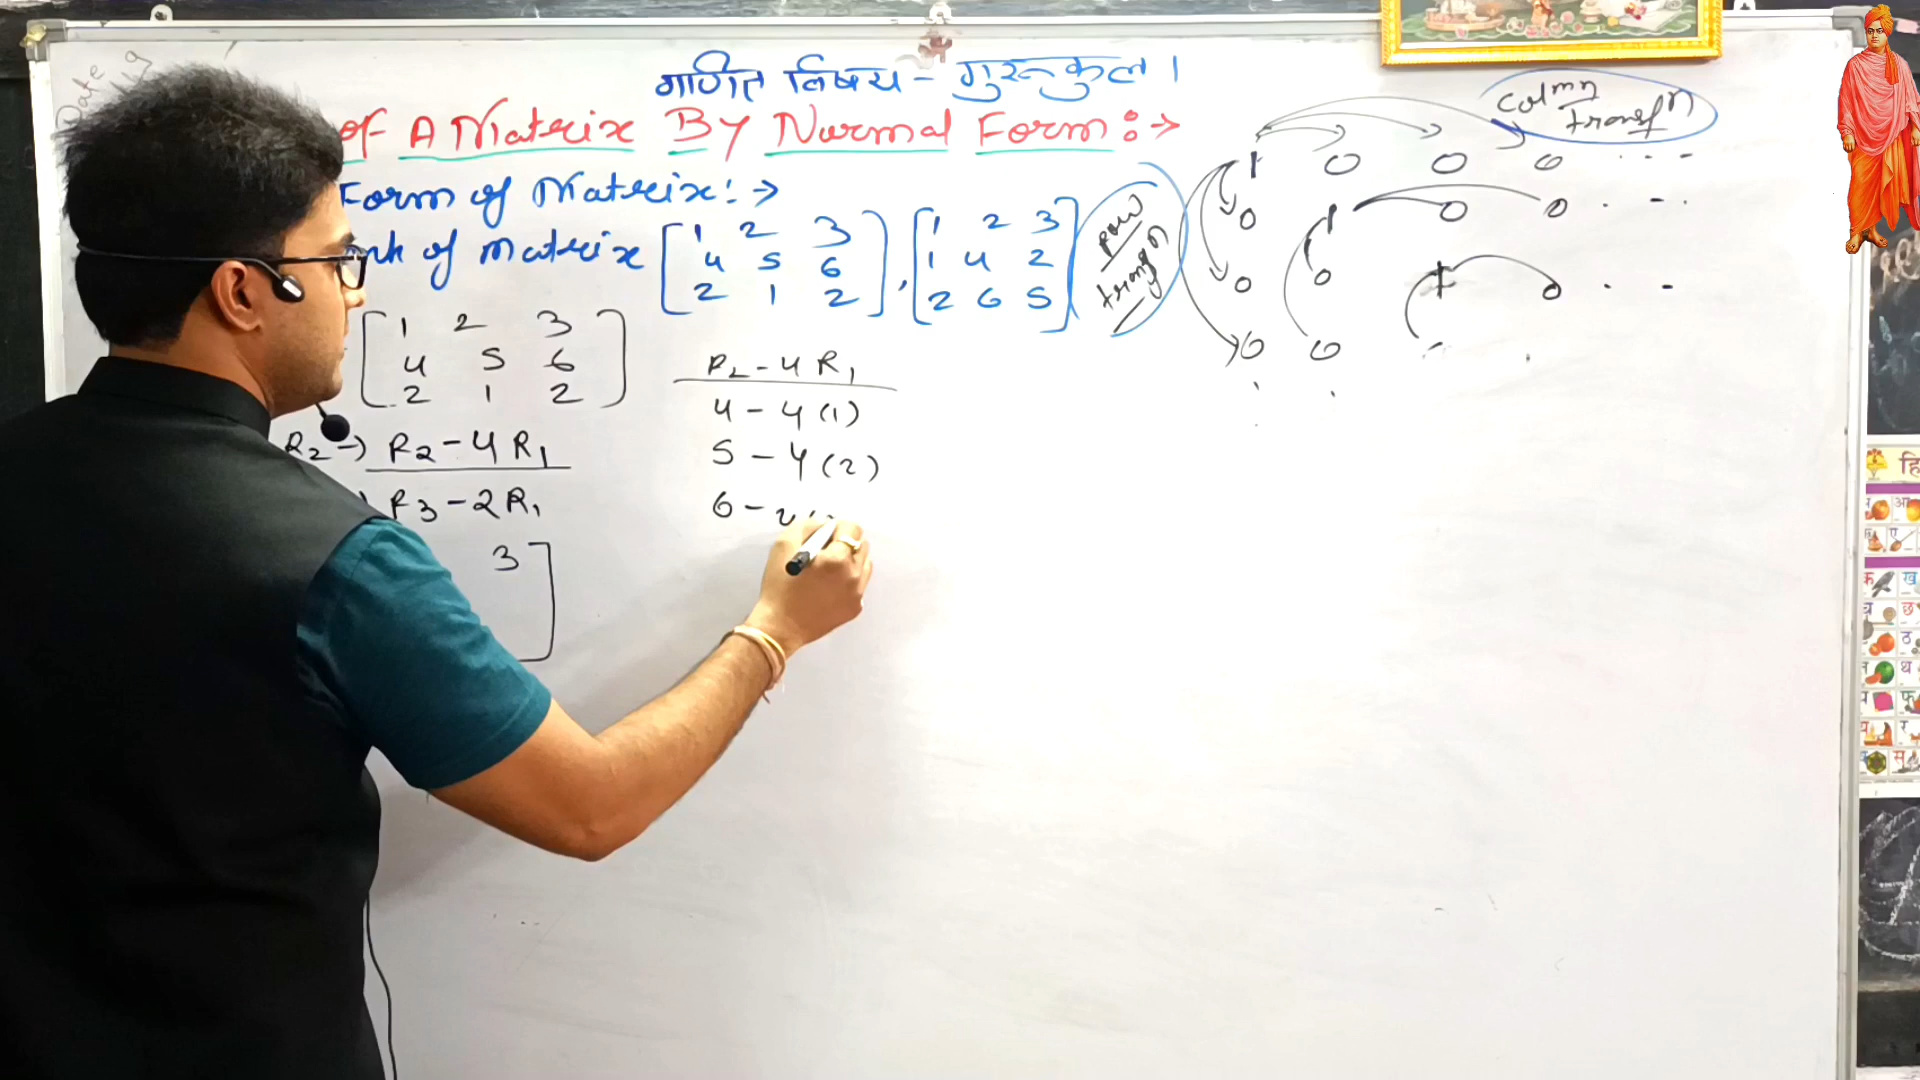 गणित विषय - गुरूकुल ।
of A Matrix By Normal Form :->
Form of Matrix :->
of matrix [1 2 3 , [1 2 3]
4 5 6 1 4 2
2 1 2] 2 6 5]
Row
Colmn
transfn
1 0 0 0 . . . -
0 1 0 0 . - .
0 0 1 0 . -
0 0
[1 2 3
4 5 6
2 1 2]
R2 -> R2 - 4R1
R3 - 2R1
3]
R2 - 4R1
4 - 4(1)
5 - 4(2)
6 -
Date